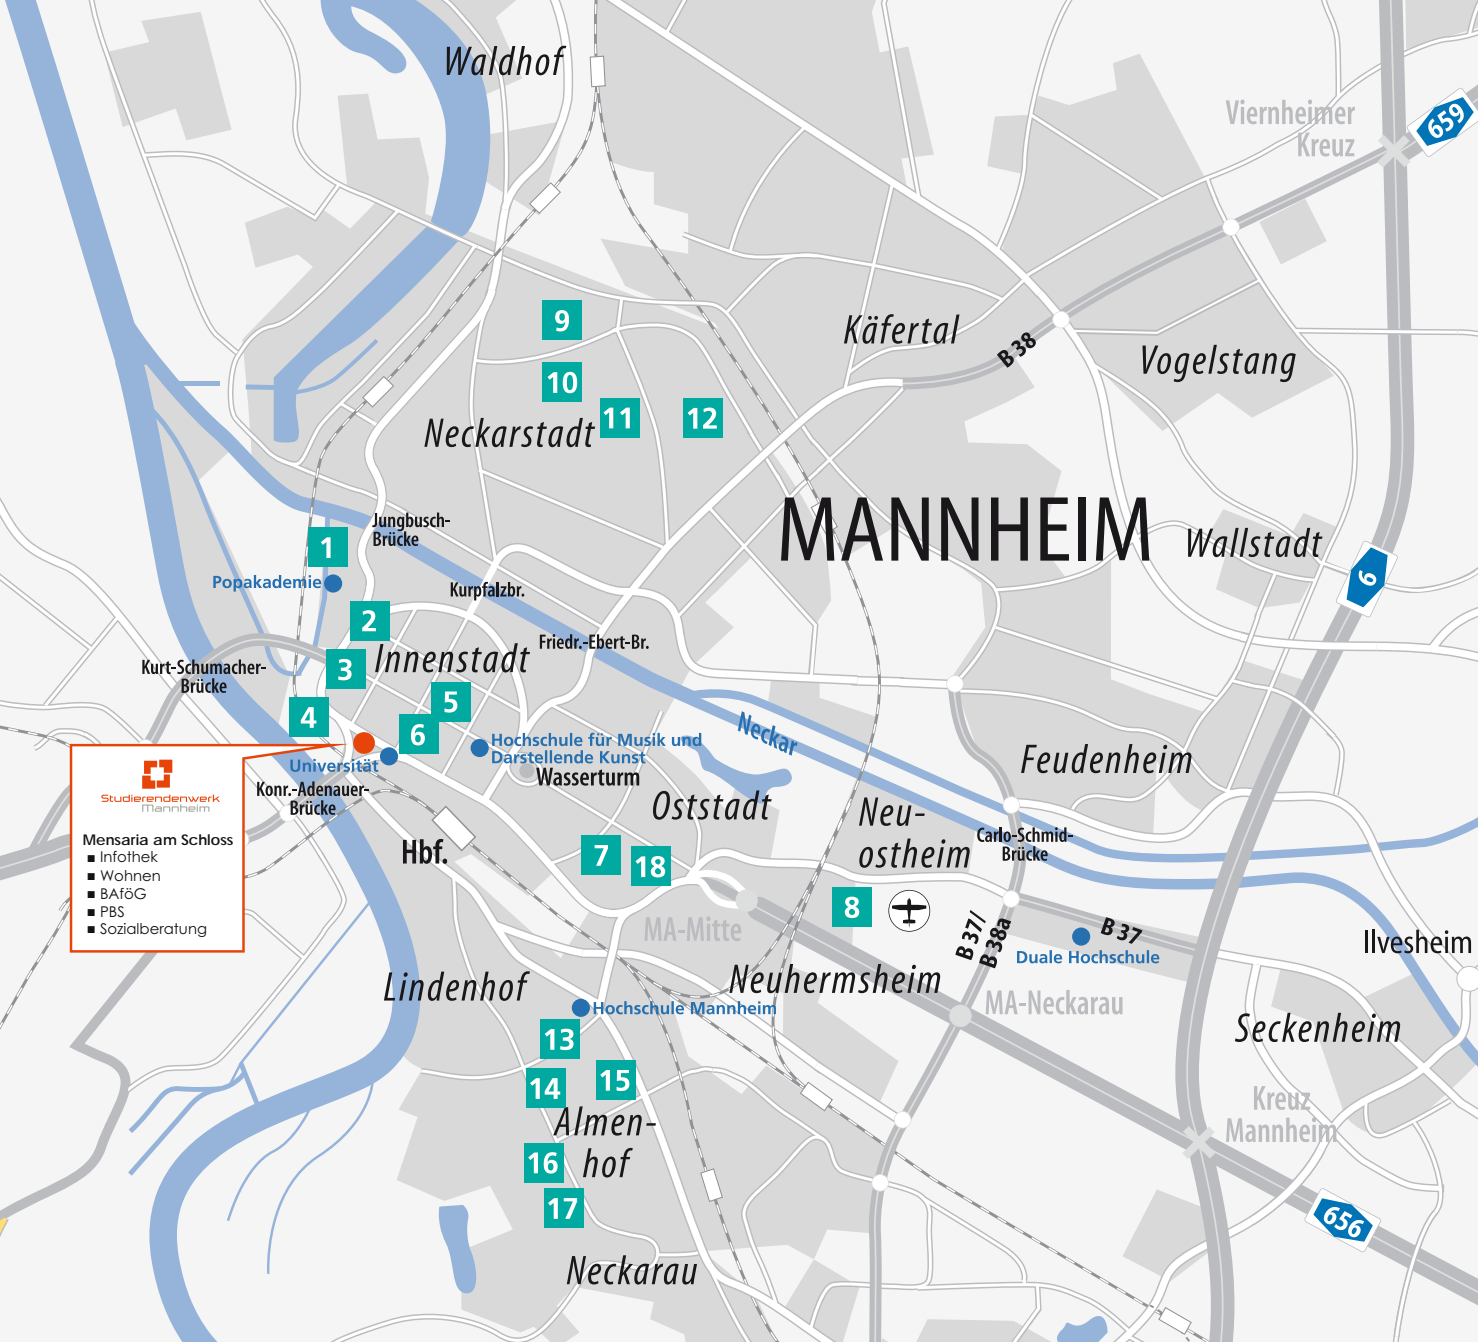 Waldhof
Viernheimer
Kreuz
659
9
Käfertal
B 38
Vogelstang
10
11
12
Neckarstadt
MANNHEIM
Jungbusch-
Brücke
1
Wallstadt
6
Popakademie
Kurpfalzbr.
2
Friedr.-Ebert-Br.
Innenstadt
3
Kurt-Schumacher-
Brücke
5
4
6
Neckar
Hochschule für Musik und
Darstellende Kunst
Wasserturm
Universität
Feudenheim
Konr.-Adenauer-
Brücke
Studierendenwerk
Mannheim
Mensaria am Schloss
■ Infothek
■ Wohnen
■ BAföG
■ PBS
■ Sozialberatung
Oststadt
Neu-
ostheim
Carlo-Schmid-
Brücke
Hbf.
7
18
8
MA-Mitte
B 37/
B 38a
B 37
Duale Hochschule
Ilvesheim
Lindenhof
Neuhermsheim
MA-Neckarau
Hochschule Mannheim
Seckenheim
13
14
15
Almen-
hof
Kreuz
Mannheim
16
17
656
Neckarau